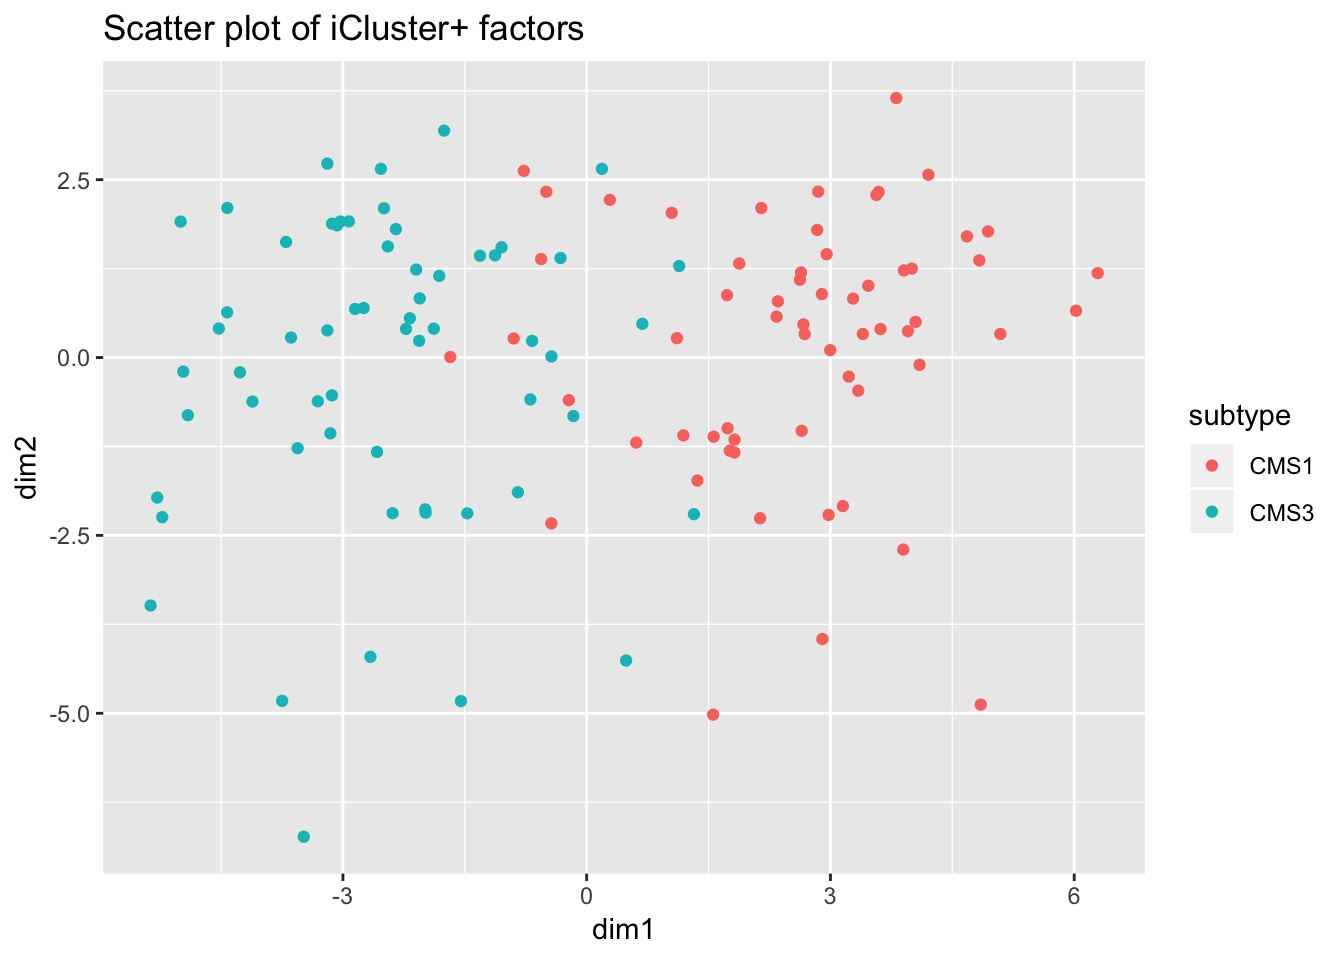 Scatter plot of iCluster+ factors
2.5
0.0
-2.5
-5.0
dim2
-3
0
3
6
dim1
subtype
CMS1
CMS3